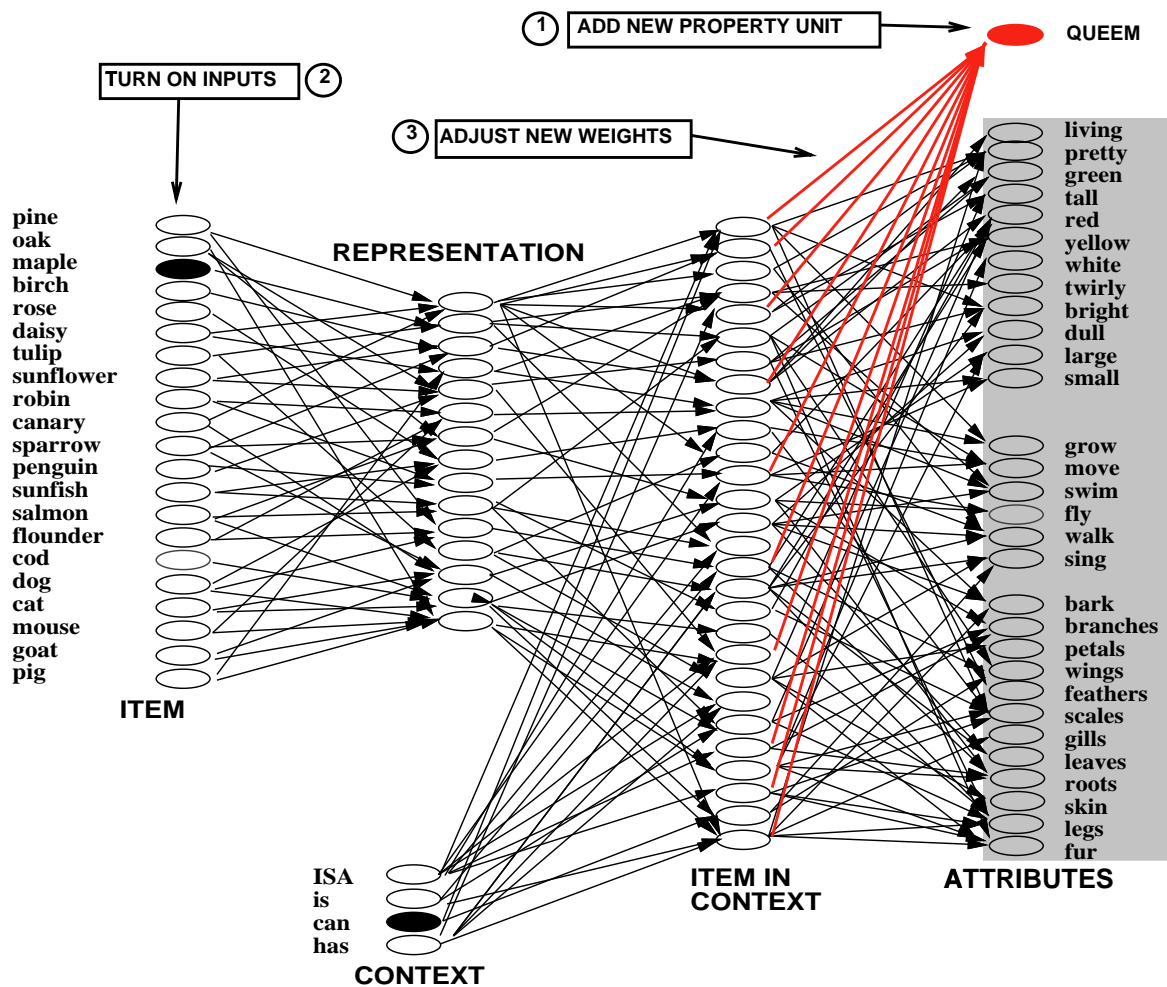 1 ADD NEW PROPERTY UNIT
QUEEM
TURN ON INPUTS 2
3 ADJUST NEW WEIGHTS
pine
oak
maple
birch
rose
daisy
tulip
sunflower
robin
canary
sparrow
penguin
sunfish
salmon
flounder
cod
dog
cat
mouse
goat
pig
ITEM
REPRESENTATION
ISA
is
can
has
CONTEXT
ITEM IN
CONTEXT
living
pretty
green
tall
red
yellow
white
twirly
bright
dull
large
small
grow
move
swim
fly
walk
sing
bark
branches
petals
wings
feathers
scales
gills
leaves
roots
skin
legs
fur
ATTRIBUTES